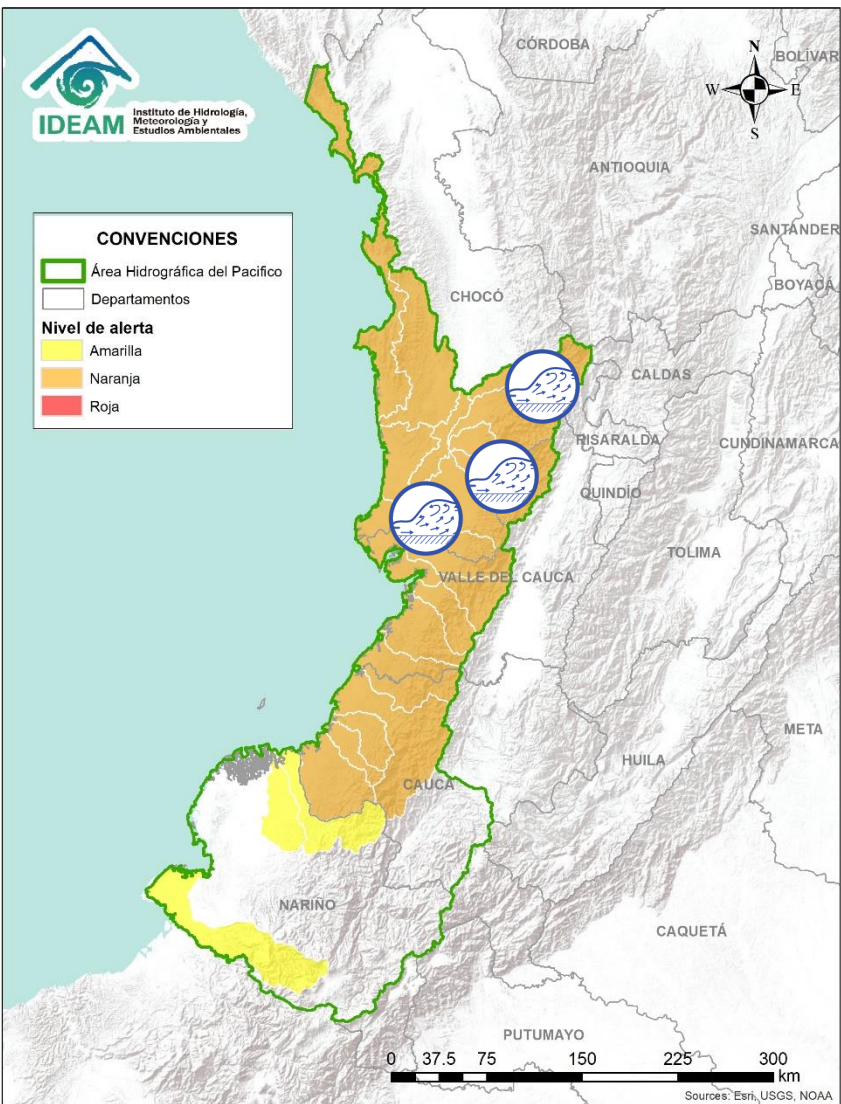 IDEAM
Instituto de Hidrología,
Meteorología y
Estudios Ambientales
N
W
E
S
CONVENCIONES
Área Hidrográfica del Pacifico
Departamentos
Nivel de alerta
Amarilla
Naranja
Roja
CÓRDOBA
BOLÍVAR
ANTIOQUIA
SANTANDER
BOYACÁ
CHOCÓ
CALDAS
RISARALDA
CUNDINAMARCA
QUINDÍO
TOLIMA
VALLE DEL CAUCA
META
HUILA
CAUCA
NARIÑO
CAQUETÁ
PUTUMAYO
0 37.5 75 150 225 300
km
Sources: Esri, USGS, NOAA